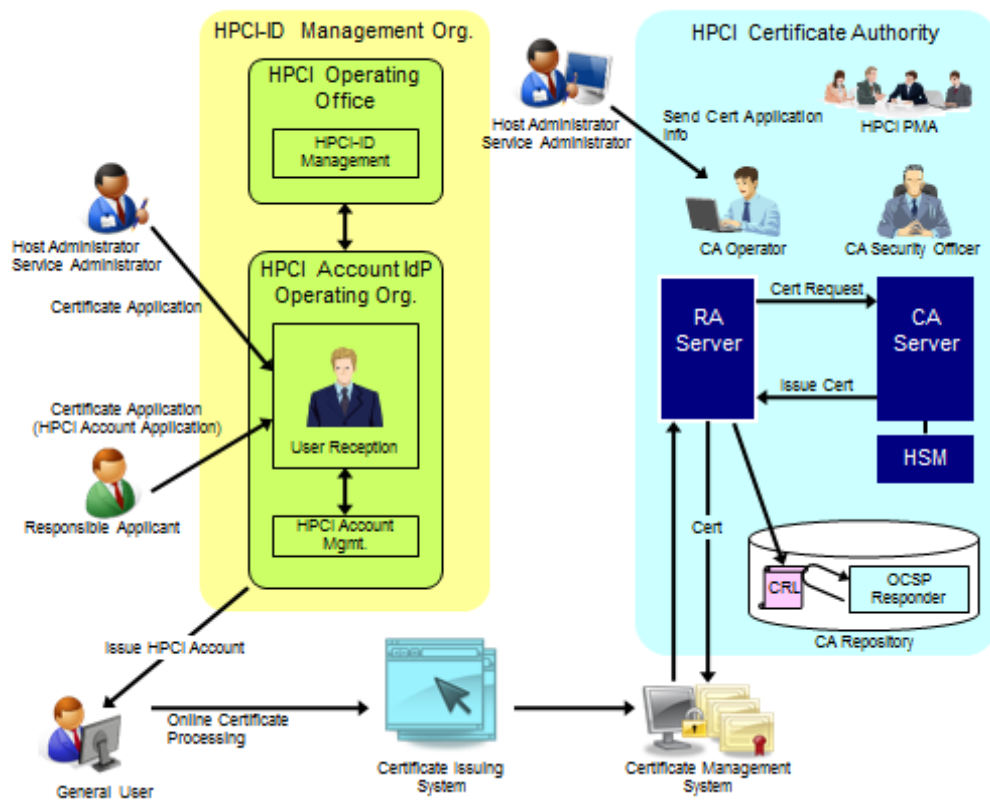 HPCI-ID Management Org.
HPCI Operating
Office
HPCI-ID
Management
HPCI Account IdP
Operating Org.
User Reception
HPCI Account
Mgmt.
Host Administrator
Service Administrator
Certificate Application
Certificate Application
(HPCI Account Application)
Responsible Applicant
Issue HPCI Account
General User
Online Certificate
Processing
Certificate Issuing
System
Certificate Management
System
Host Administrator
Service Administrator
HPCI Certificate Authority
Send Cert Application
Info
HPCI PMA
CA Operator
CA Security Officer
RA
Server
Cert Request
CA
Server
Issue Cert
HSM
Cert
CRL
OCSP
Responder
CA Repository